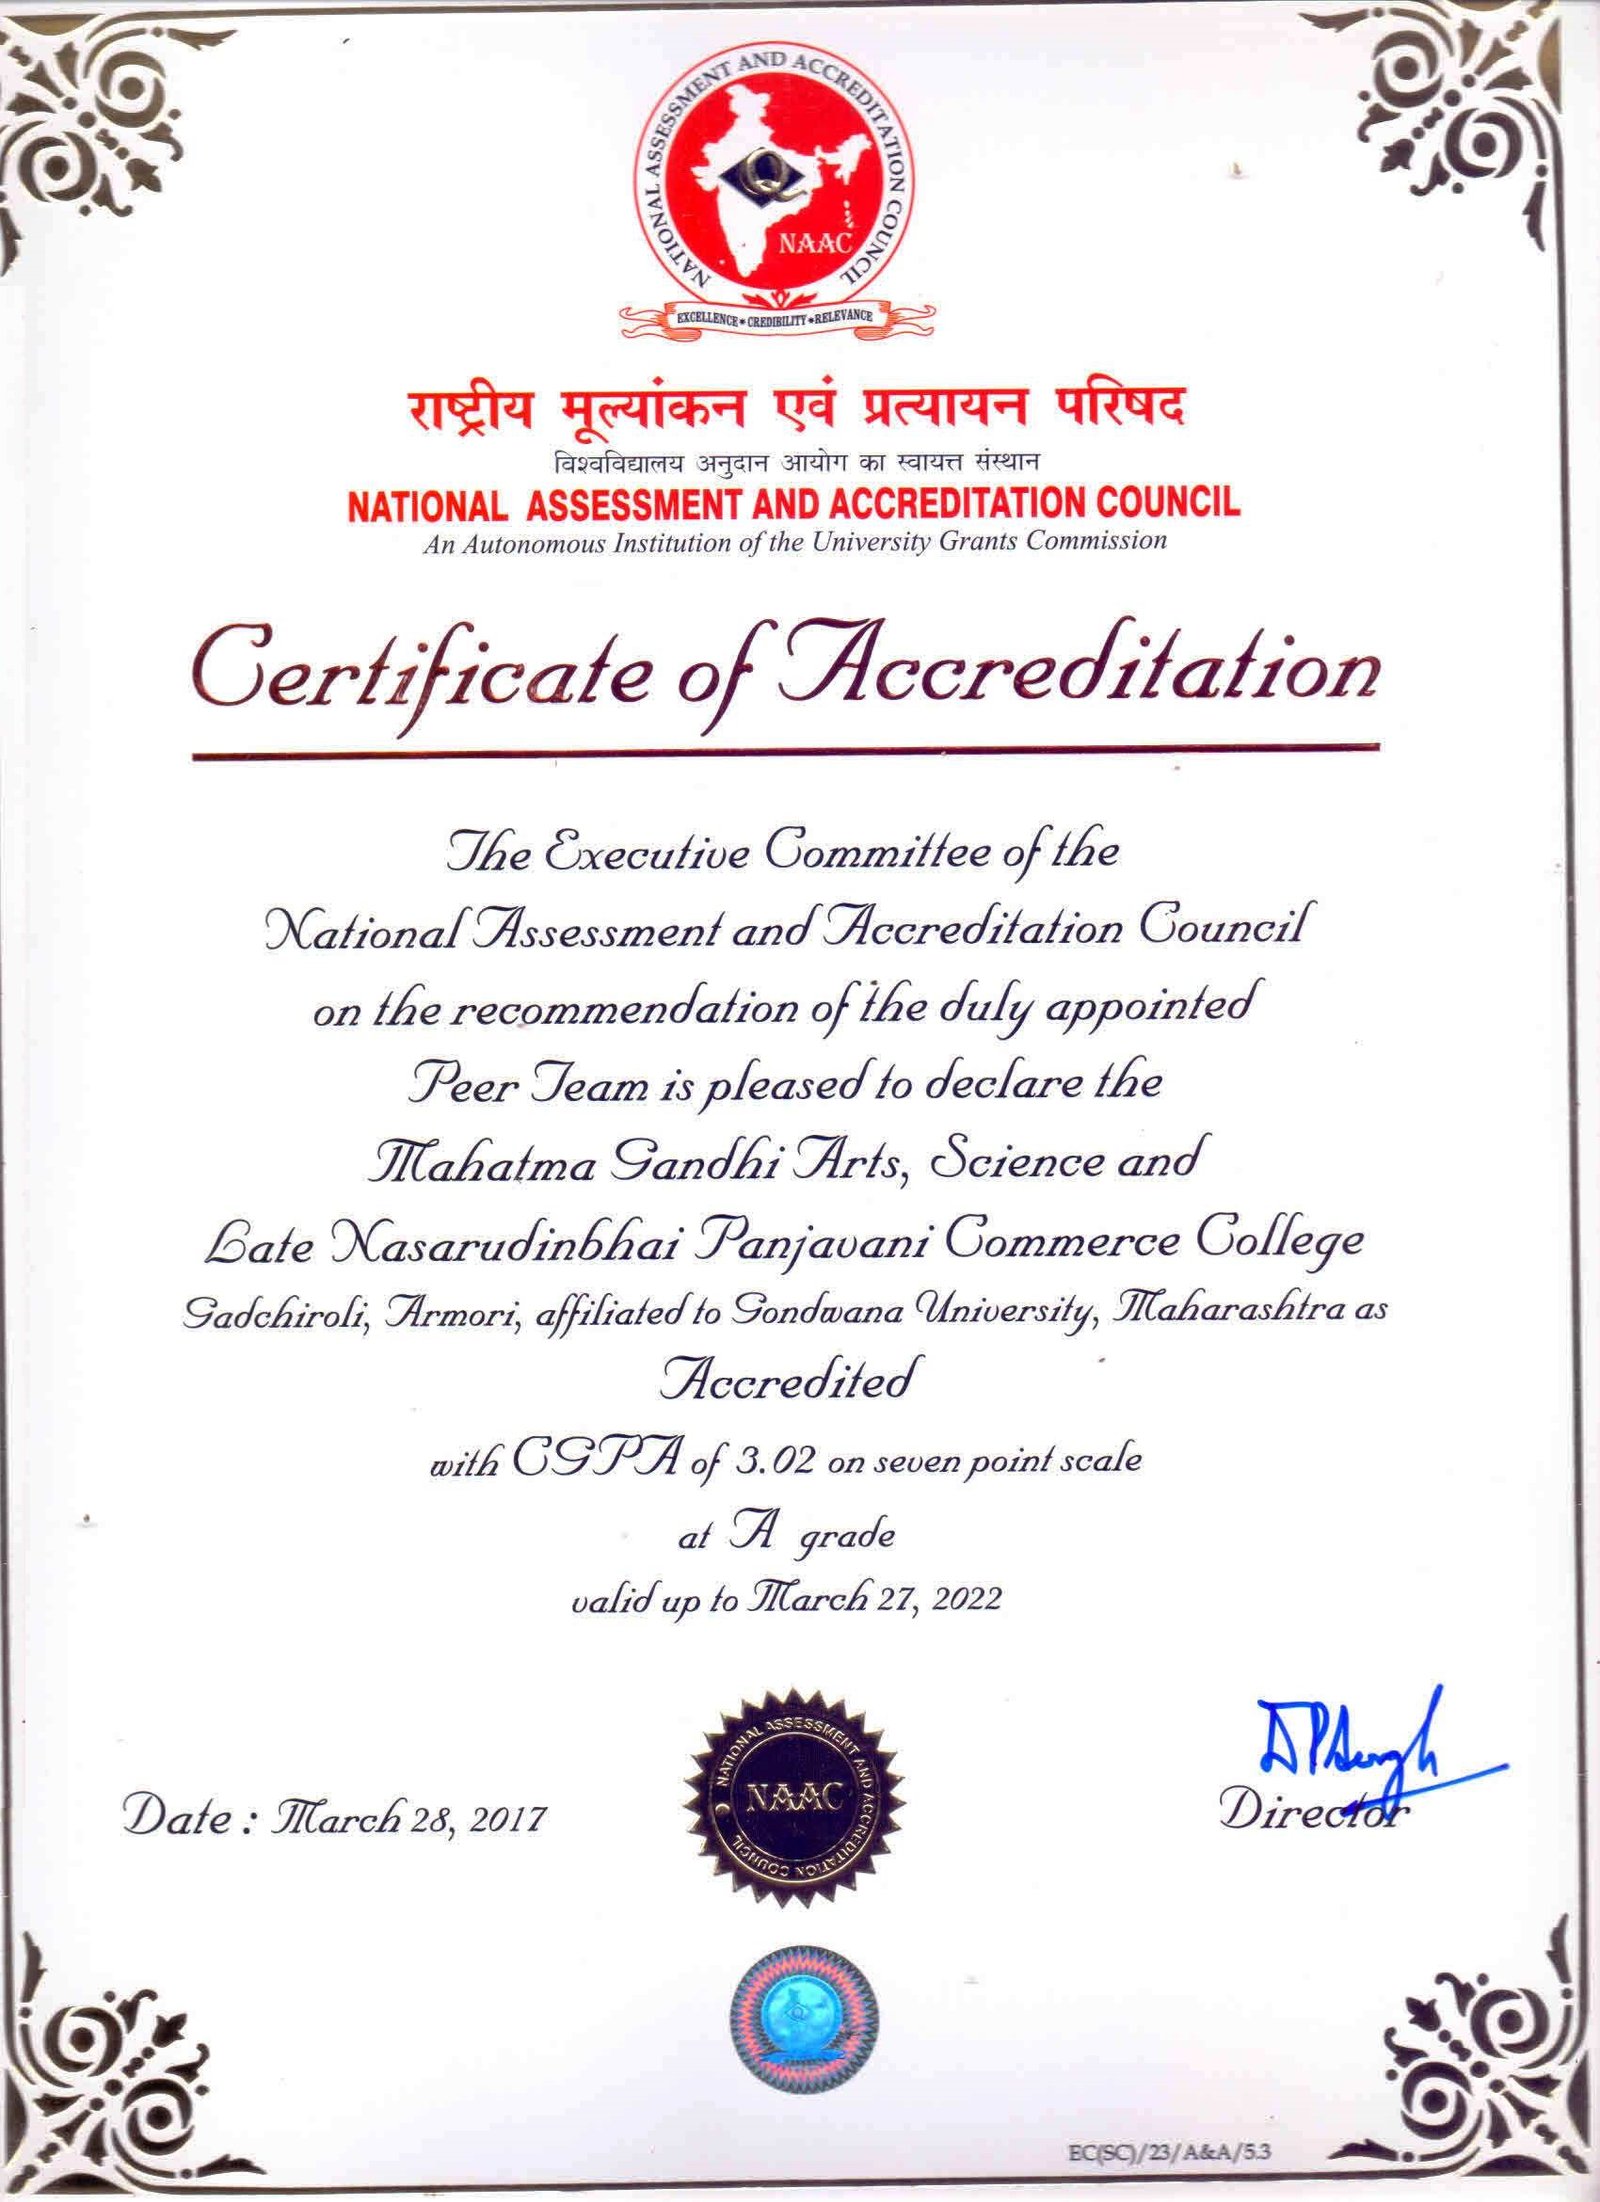 NATIONAL ASSESSMENT AND ACCREDITATION COUNCIL
NAAC
EXCELLENCE * CREDIBILITY * RELEVANCE
राष्ट्रीय मूल्यांकन एवं प्रत्यायन परिषद
विश्वविद्यालय अनुदान आयोग का स्वायत्त संस्थान
NATIONAL ASSESSMENT AND ACCREDITATION COUNCIL
An Autonomous Institution of the University Grants Commission
Certificate of Accreditation
The Executive Committee of the
National Assessment and Accreditation Council
on the recommendation of the duly appointed
Peer Team is pleased to declare the
Mahatma Gandhi Arts, Science and
Late Nasarudinbhai Panjavani Commerce College
Gadchiroli, Armori, affiliated to Gondwana University, Maharashtra as
Accredited
with CGPA of 3.02 on seven point scale
at A grade
valid up to March 27, 2022
Date : March 28, 2017
NATIONAL ASSESSMENT AND ACCREDITATION COUNCIL
NAAC
Director
EC(SC)/23/A&A/5.3